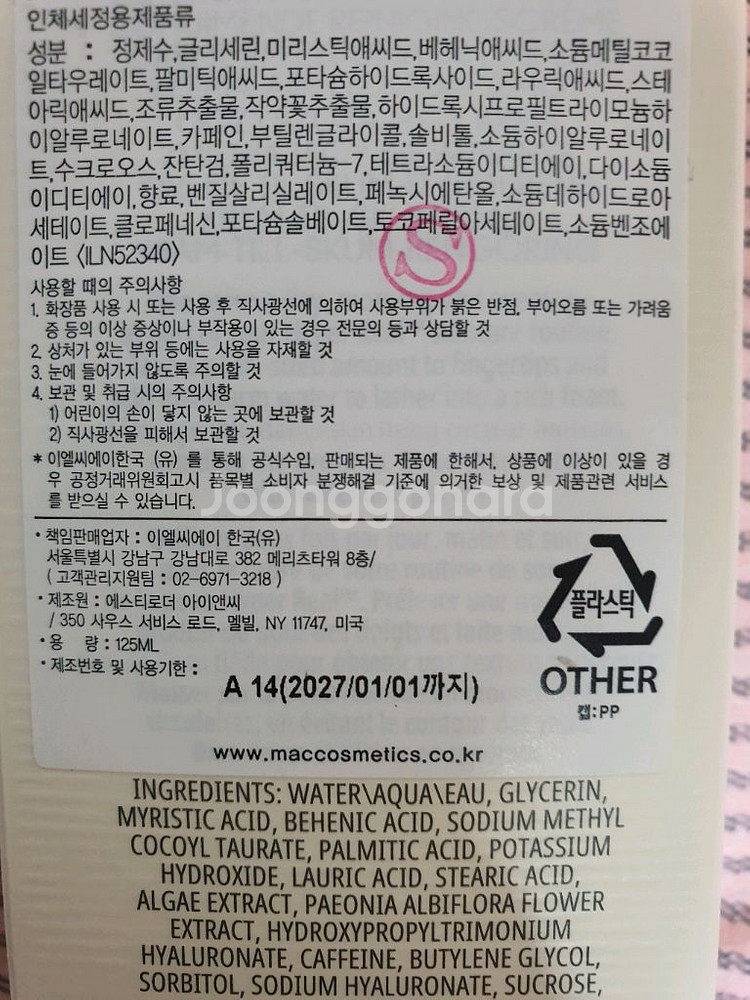 인체세정용제품류
성분 : 정제수,글리세린,미리스틱애씨드,베헤닉애씨드,소듐메틸코코
일타우레이트,팔미틱애씨드,포타슘하이드록사이드,라우릭애씨드,스테
아릭애씨드,조류추출물,작약꽃추출물,하이드록시프로필트라이모늄하
이알루로네이트,카페인,부틸렌글라이콜,솔비톨,소듐하이알루로네이
트,수크로오스,잔탄검,폴리쿼터늄-7,테트라소듐이디티에이,다이소듐
이디티에이,향료,벤질살리실레이트,페녹시에탄올,소듐데하이드로아
세테이트,클로페네신,포타슘솔베이트,토코페릴아세테이트,소듐벤조에
이트 <ILN52340>
S
사용할 때의 주의사항
1. 화장품 사용 시 또는 사용 후 직사광선에 의하여 사용부위가 붉은 반점, 부어오름 또는 가려움
증 등의 이상 증상이나 부작용이 있는 경우 전문의 등과 상담할 것
2. 상처가 있는 부위 등에는 사용을 자제할 것
3. 눈에 들어가지 않도록 주의할 것
4. 보관 및 취급 시의 주의사항
1) 어린이의 손이 닿지 않는 곳에 보관할 것
2) 직사광선을 피해서 보관할 것
* 이엘씨에이한국 (유) 를 통해 공식수입, 판매되는 제품에 한해서, 상품에 이상이 있을 경
우 공정거래위원회고시 품목별 소비자 분쟁해결 기준에 의거한 보상 및 제품관련 서비스
를 받으실 수 있습니다.
Joonggonara
• 책임판매업자 : 이엘씨에이 한국(유)
서울특별시 강남구 강남대로 382 메리츠타워 8층/
( 고객관리지원팀 : 02-6971-3218 )
• 제조원 : 에스티로더 아이앤씨
/ 350 사우스 서비스 로드, 멜빌, NY 11747, 미국
• 용 량 : 125ML
• 제조번호 및 사용기한 :
A 14(2027/01/01까지)
플라스틱
OTHER
캡:PP
www.maccosmetics.co.kr
INGREDIENTS: WATER\AQUA\EAU, GLYCERIN,
MYRISTIC ACID, BEHENIC ACID, SODIUM METHYL
COCOYL TAURATE, PALMITIC ACID, POTASSIUM
HYDROXIDE, LAURIC ACID, STEARIC ACID,
ALGAE EXTRACT, PAEONIA ALBIFLORA FLOWER
EXTRACT, HYDROXYPROPYLTRIMONIUM
HYALURONATE, CAFFEINE, BUTYLENE GLYCOL,
SORBITOL, SODIUM HYALURONATE, SUCROSE,